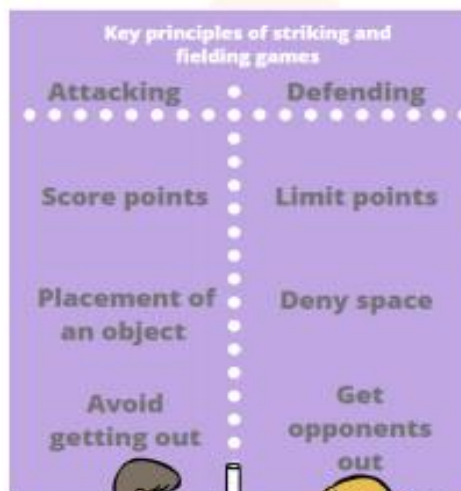 Key principles of striking and
fielding games
Attacking
Defending
Score points
Limit points
Placement of
an object
Deny space
Avoid
getting out
Get
opponents
out